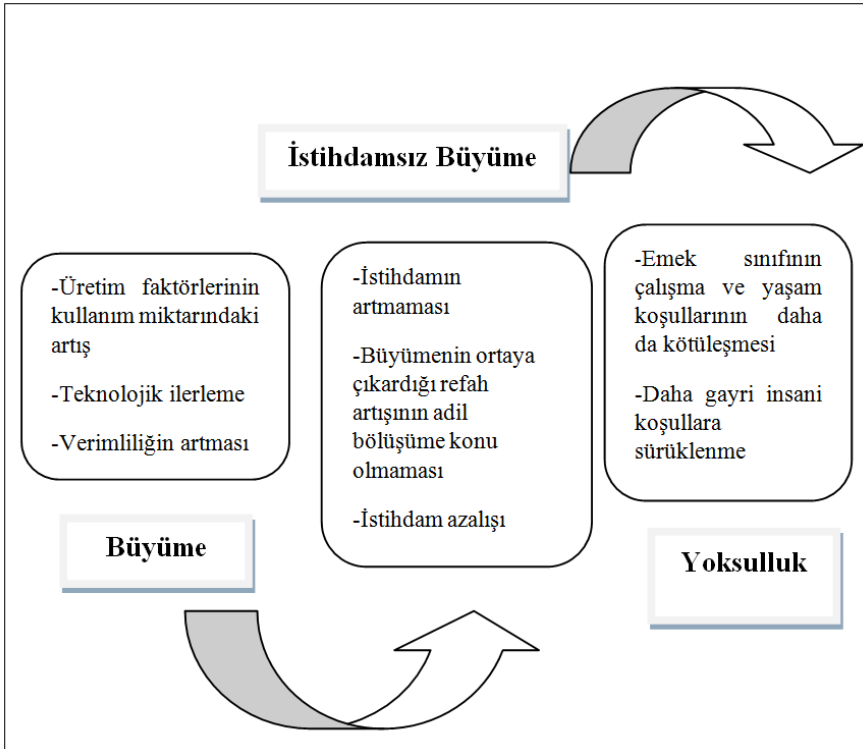 İstihdamsız Büyüme
-Üretim faktörlerinin
kullanım miktarındaki
artış
-Teknolojik ilerleme
-Verimliliğin artması
Büyüme
-İstihdamın
artmaması
-Büyümenin ortaya
çıkardığı refah
artışının adil
bölüşüme konu
olmaması
-İstihdam azalışı
-Emek sınıfının
çalışma ve yaşam
koşullarının daha
da kötüleşmesi
-Daha gayri insani
koşullara
sürüklenme
Yoksulluk